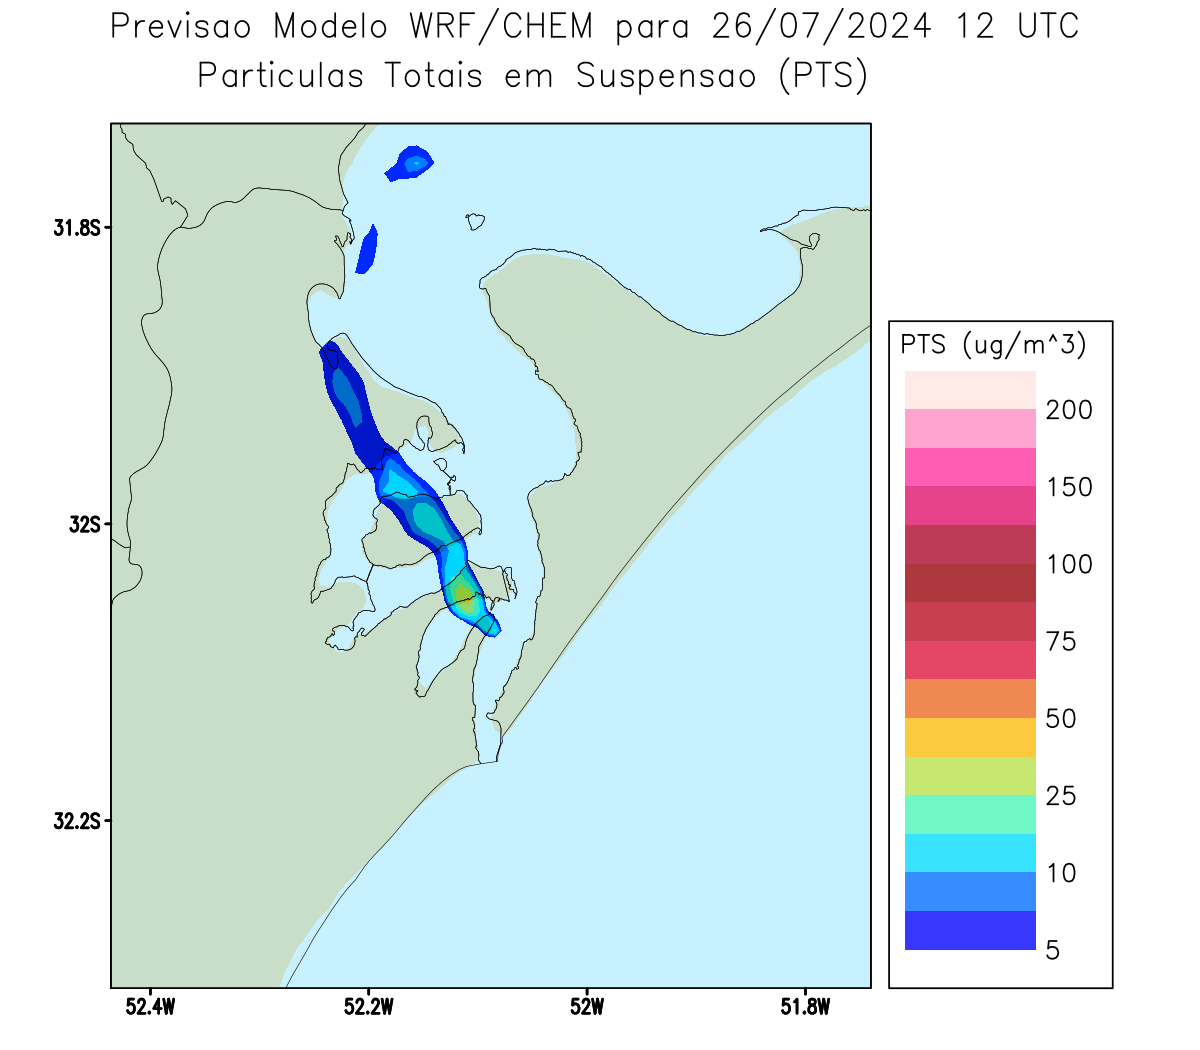 Previsao Modelo WRF/CHEM para 26/07/2024 12 UTC
Particulas Totais em Suspensao (PTS)
31.8S
32S
32.2S
52.4W
52.2W
52W
51.8W
PTS (ug/m^3)
200
150
100
75
50
25
10
5